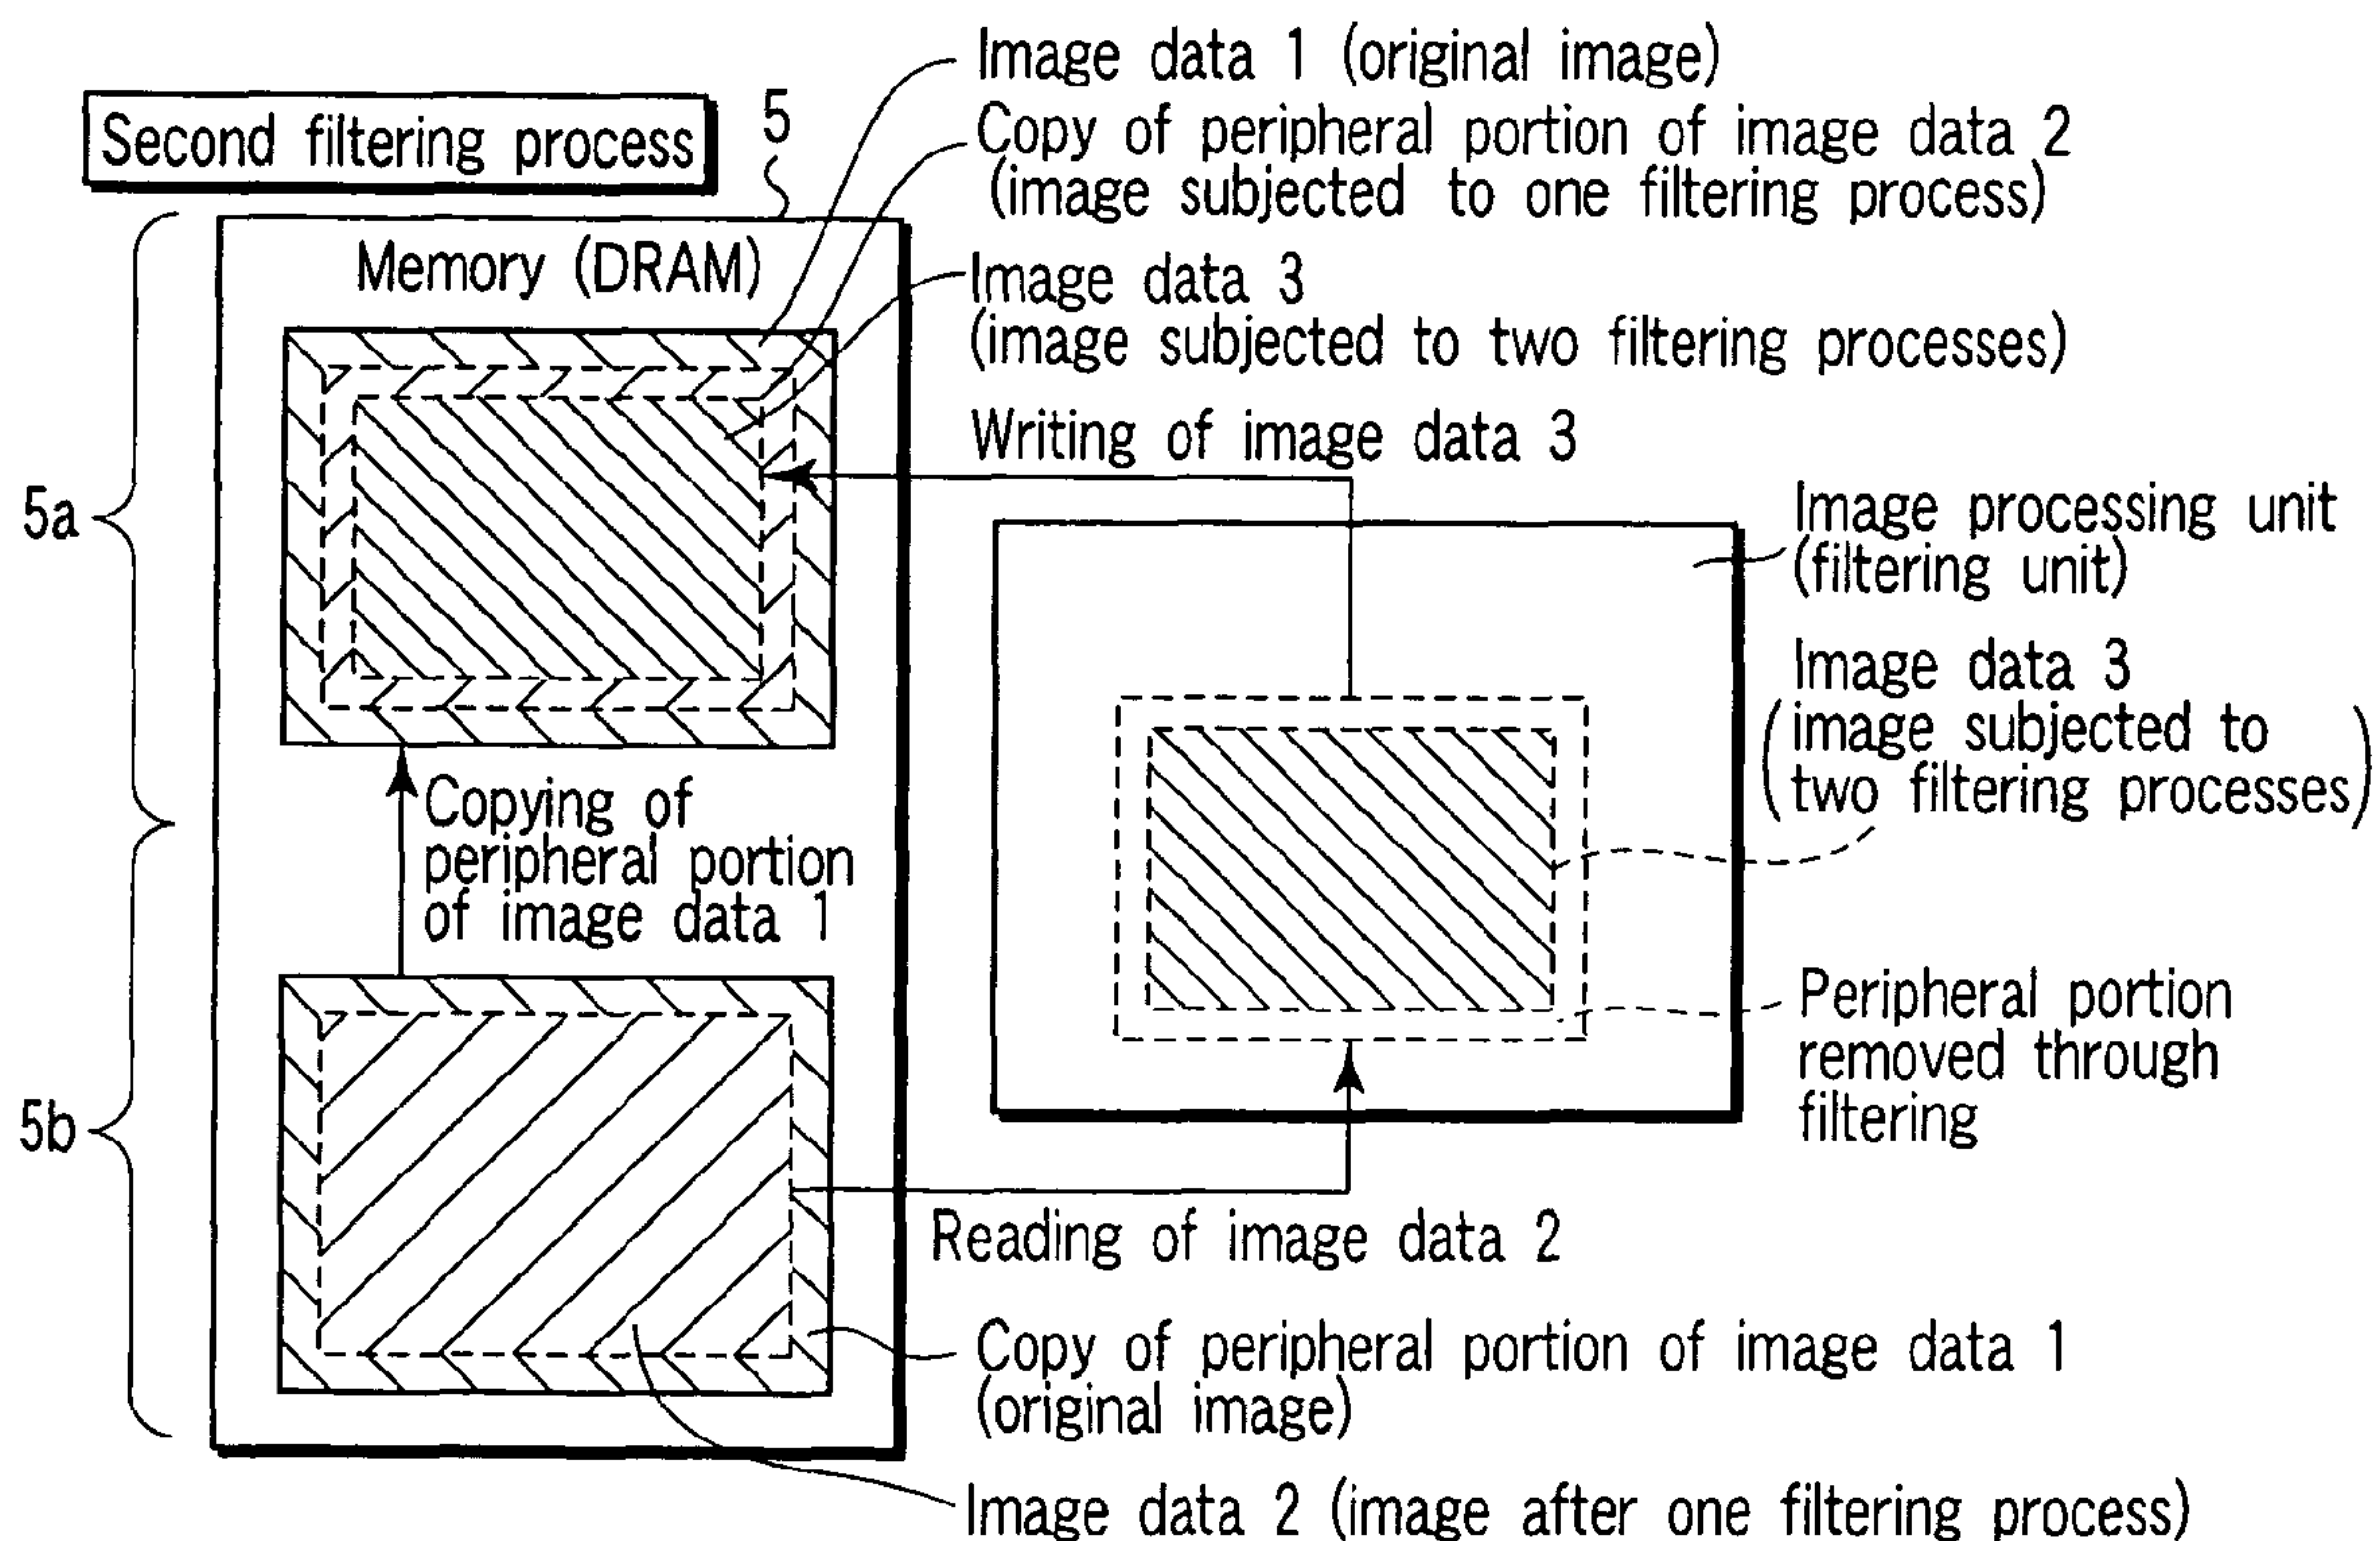 Second filtering process
5
Image data 1 (original image)
Copy of peripheral portion of image data 2
(image subjected to one filtering process)
Memory (DRAM)
Image data 3
(image subjected to two filtering processes)
Writing of image data 3
5a
Image processing unit
(filtering unit)
Image data 3
(image subjected to
two filtering processes)
Copying of
peripheral portion
of image data 1
Peripheral portion
removed through
filtering
5b
Reading of image data 2
Copy of peripheral portion of image data 1
(original image)
Image data 2 (image after one filtering process)